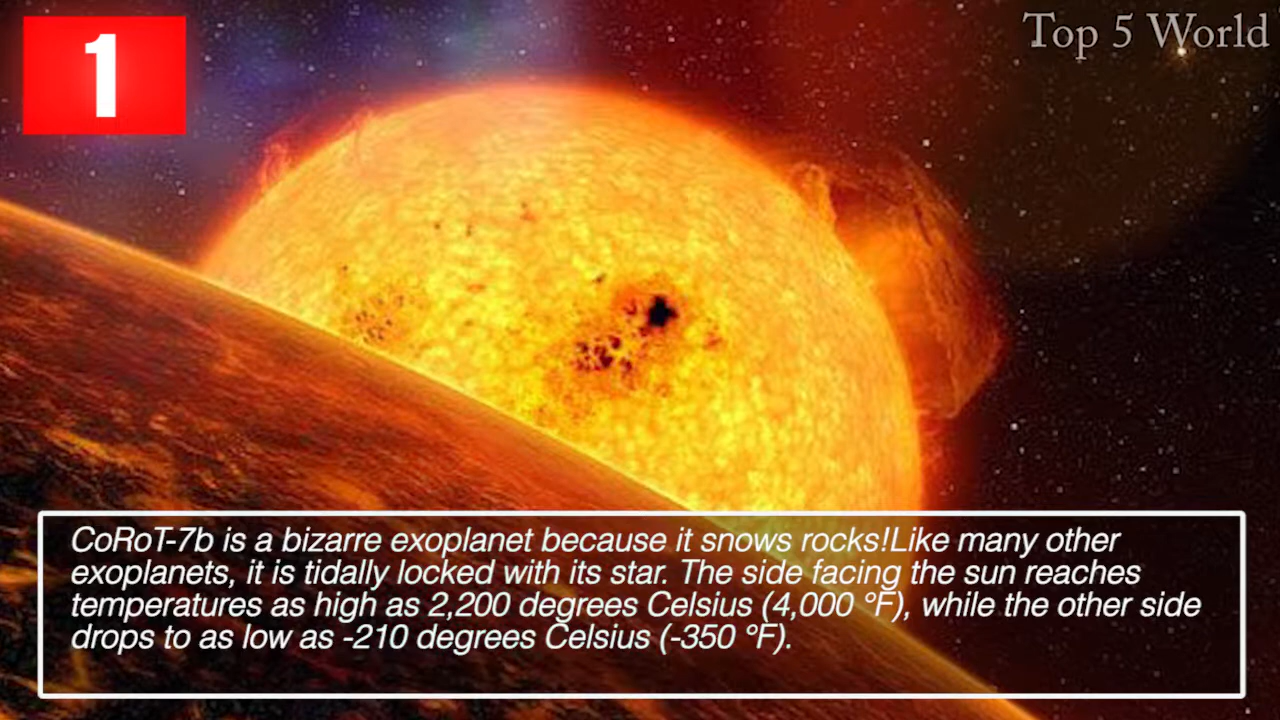 1
Top 5 World
CoRoT-7b is a bizarre exoplanet because it snows rocks!Like many other
exoplanets, it is tidally locked with its star. The side facing the sun reaches
temperatures as high as 2,200 degrees Celsius (4,000 ºF), while the other side
drops to as low as -210 degrees Celsius (-350 ºF).